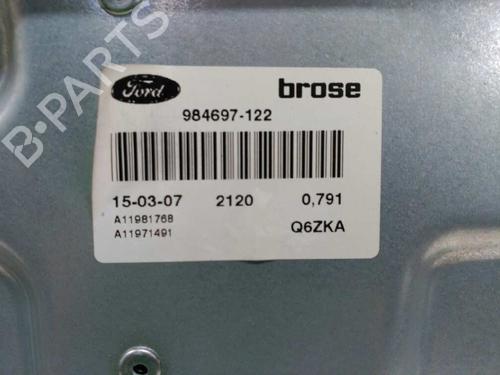 Ford brose
984697-122
15-03-07 2120 0,791
A11981768
A11971491 Q6ZKA
B-PARTS